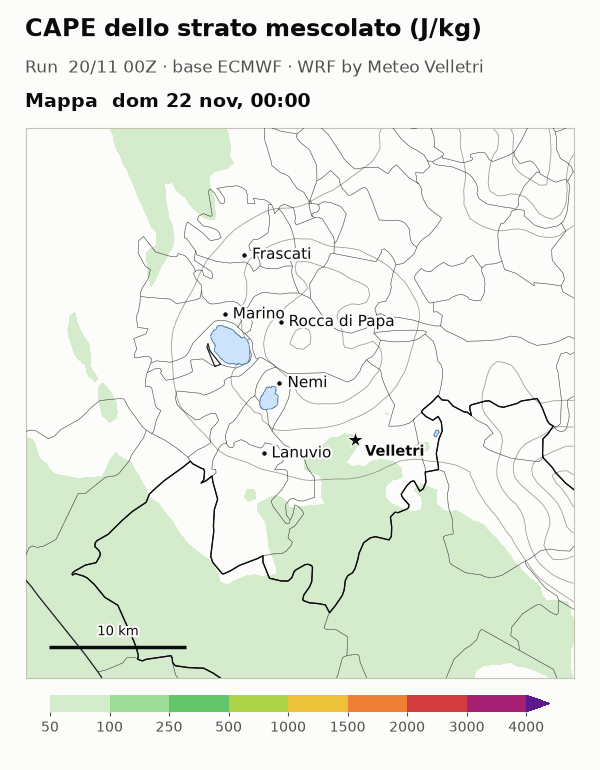 CAPE dello strato mescolato (J/kg)
Run  20/11 00Z · base ECMWF · WRF by Meteo Velletri
Mappa  dom 22 nov, 00:00
Frascati
Marino
Rocca di Papa
Nemi
Lanuvio
Velletri
10 km
50 100 250 500 1000 1500 2000 3000 4000